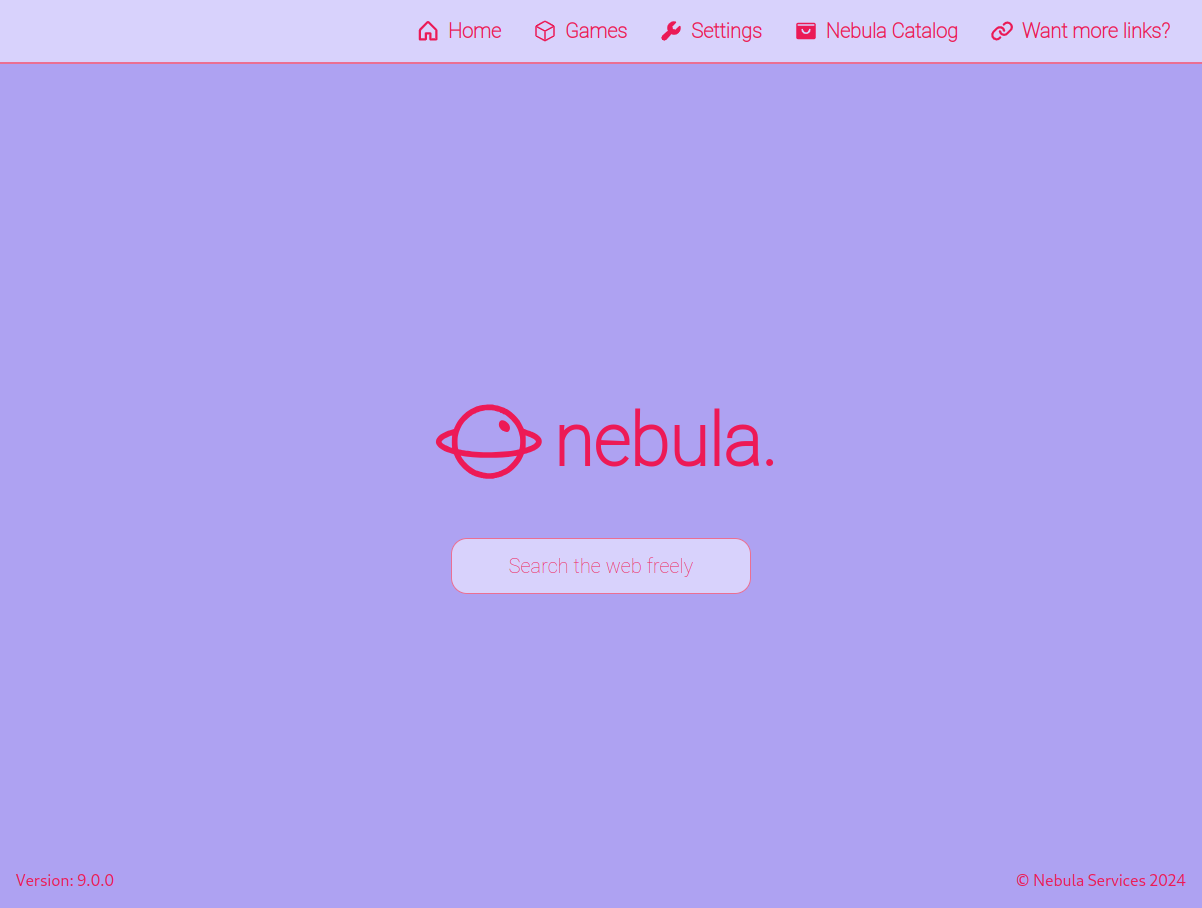 Home Games Settings Nebula Catalog Want more links?
nebula.
Search the web freely
Version: 9.0.0 © Nebula Services 2024